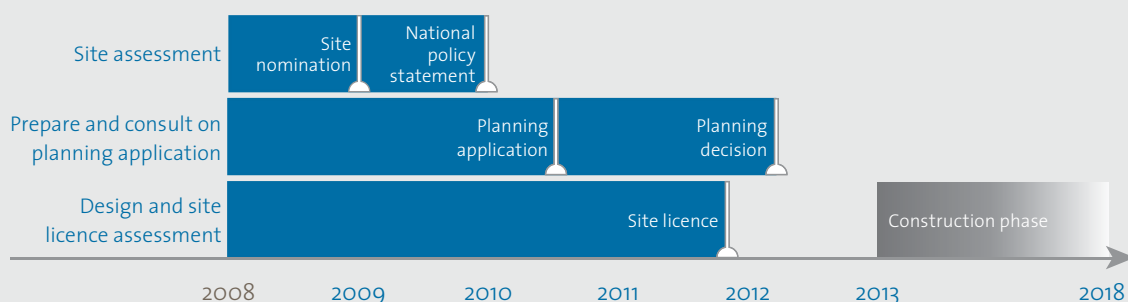 Site assessment
Site
nomination
National
policy
statement
Prepare and consult on
planning application
Planning
application
Planning
decision
Design and site
licence assessment
Site licence
Construction phase
2008 2009 2010 2011 2012 2013 2018